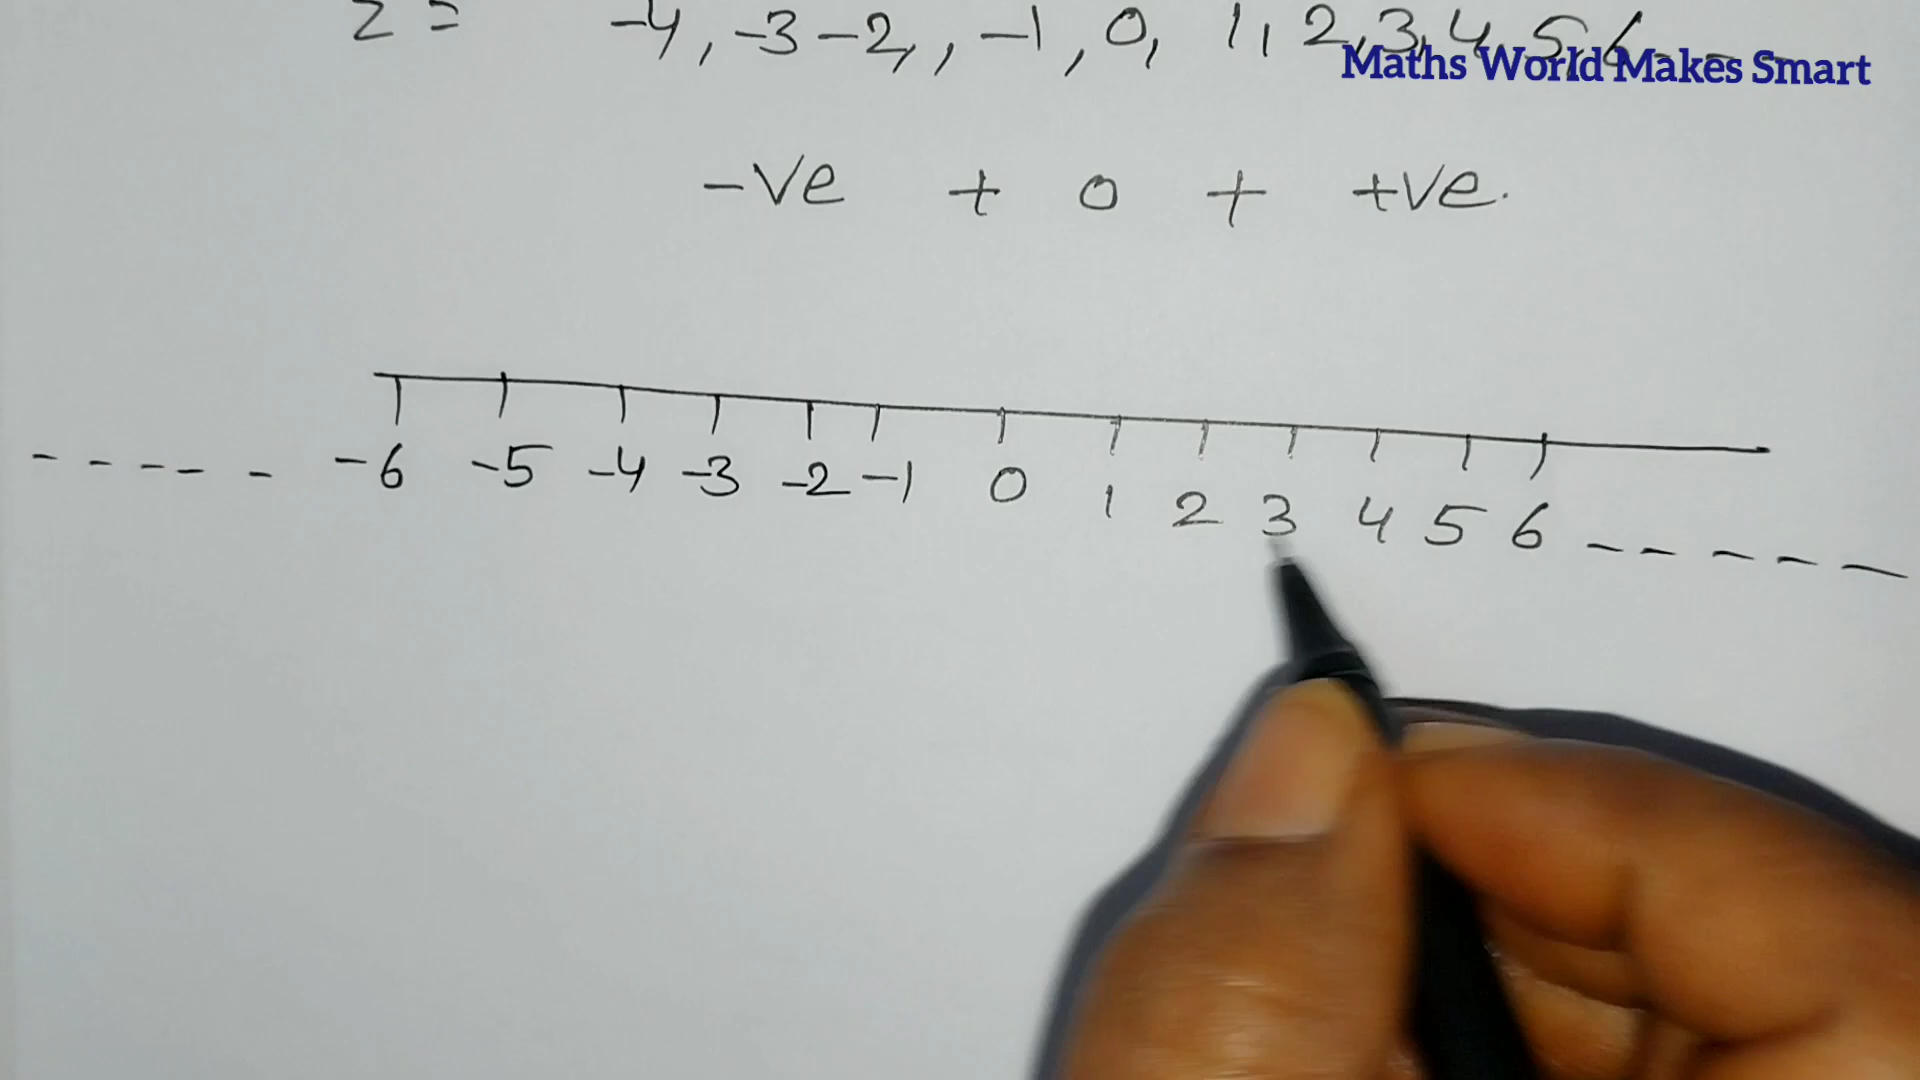 Z = -4, -3 -2, , -1, 0, 1, 2, 3, 4, 5, 6 - - -
Maths World Makes Smart
-ve + 0 + +ve.
- - - - - -6 -5 -4 -3 -2 -1 0 1 2 3 4 5 6 - - - - -